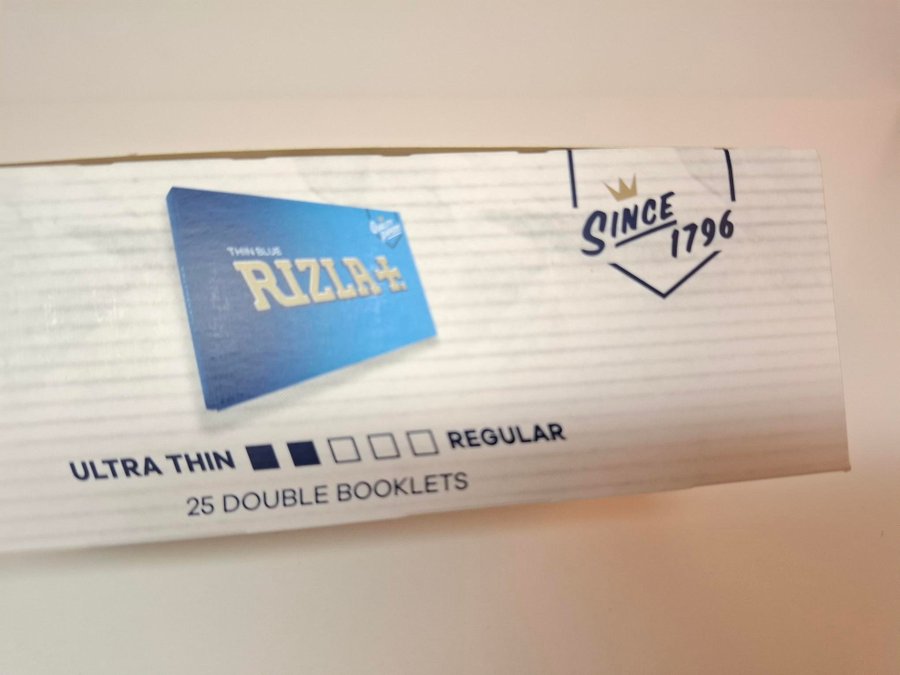 THIN BLUE
RIZLA+
SINCE
1796
ULTRA THIN REGULAR
25 DOUBLE BOOKLETS